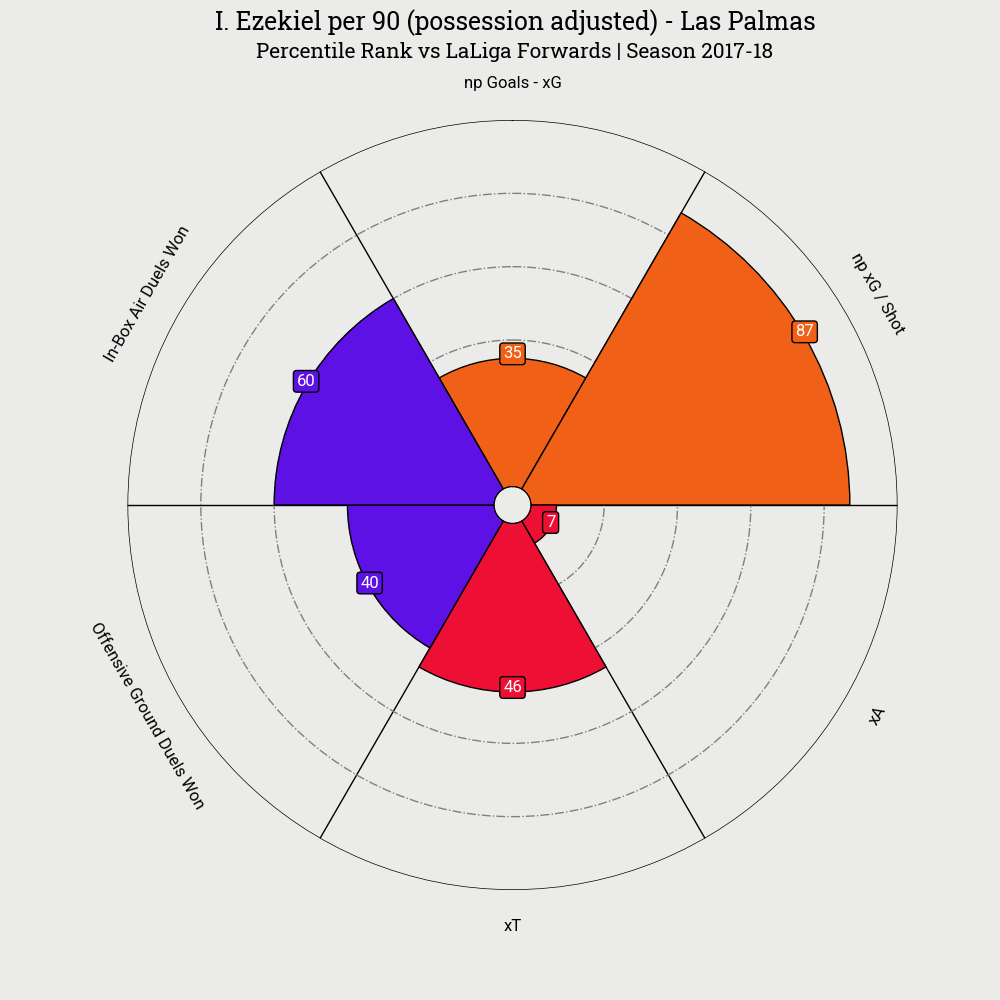 I. Ezekiel per 90 (possession adjusted) - Las Palmas
Percentile Rank vs LaLiga Forwards | Season 2017-18
np Goals - xG
In-Box Air Duels Won
np xG / Shot
87
35
60
7
40
46
Offensive Ground Duels Won
xA
xT